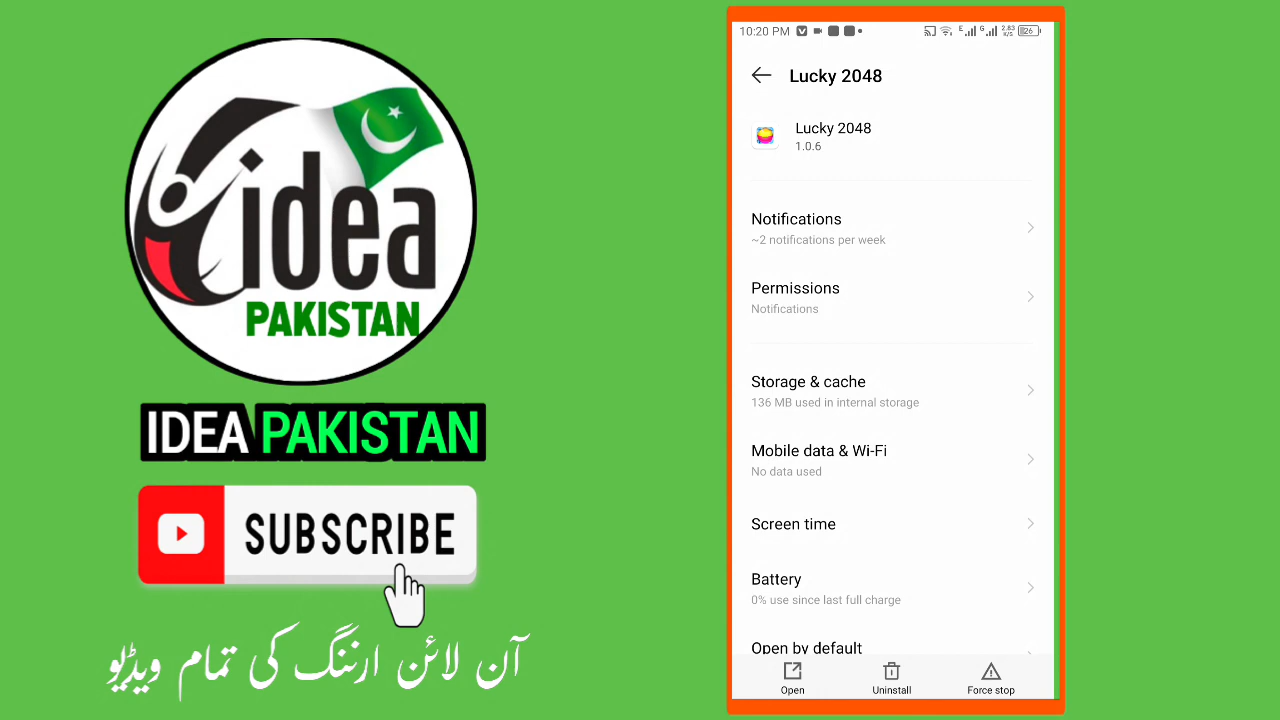 idea
PAKISTAN
IDEA PAKISTAN
SUBSCRIBE
آن لائن ارننگ کی تمام ویڈیو
10:20 PM
E
G
2.83
K/S
26
Lucky 2048
Lucky 2048
1.0.6
Notifications
~2 notifications per week
Permissions
Notifications
Storage & cache
136 MB used in internal storage
Mobile data & Wi-Fi
No data used
Screen time
Battery
0% use since last full charge
Open by default
Open
Uninstall
Force stop